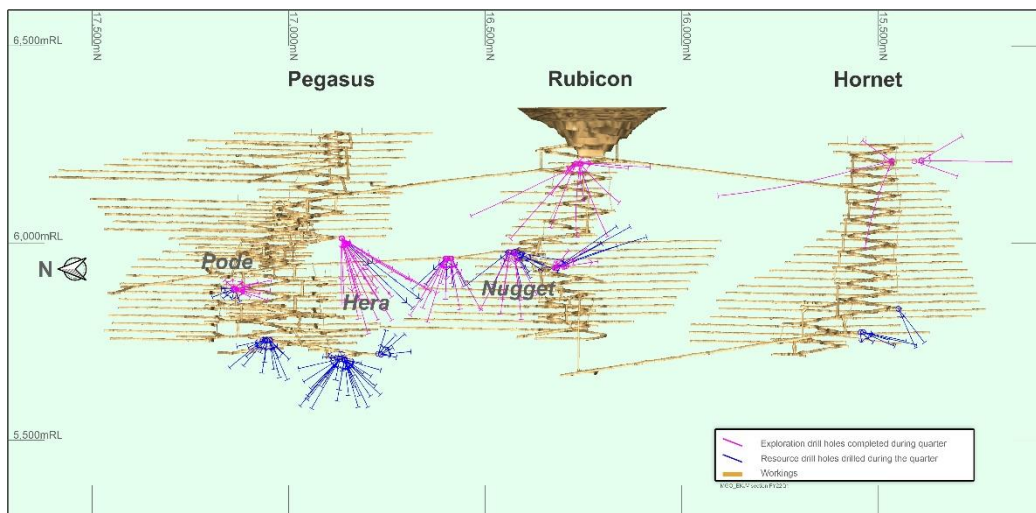 17,500mN
17,000mN
16,500mN
16,000mN
15,500mN
6,500mRL
Pegasus
Rubicon
Hornet
6,000mRL
N
Pode
Hera
Nugget
5,500mRL
Exploration drill holes completed during quarter
Resource drill holes drilled during the quarter
Workings